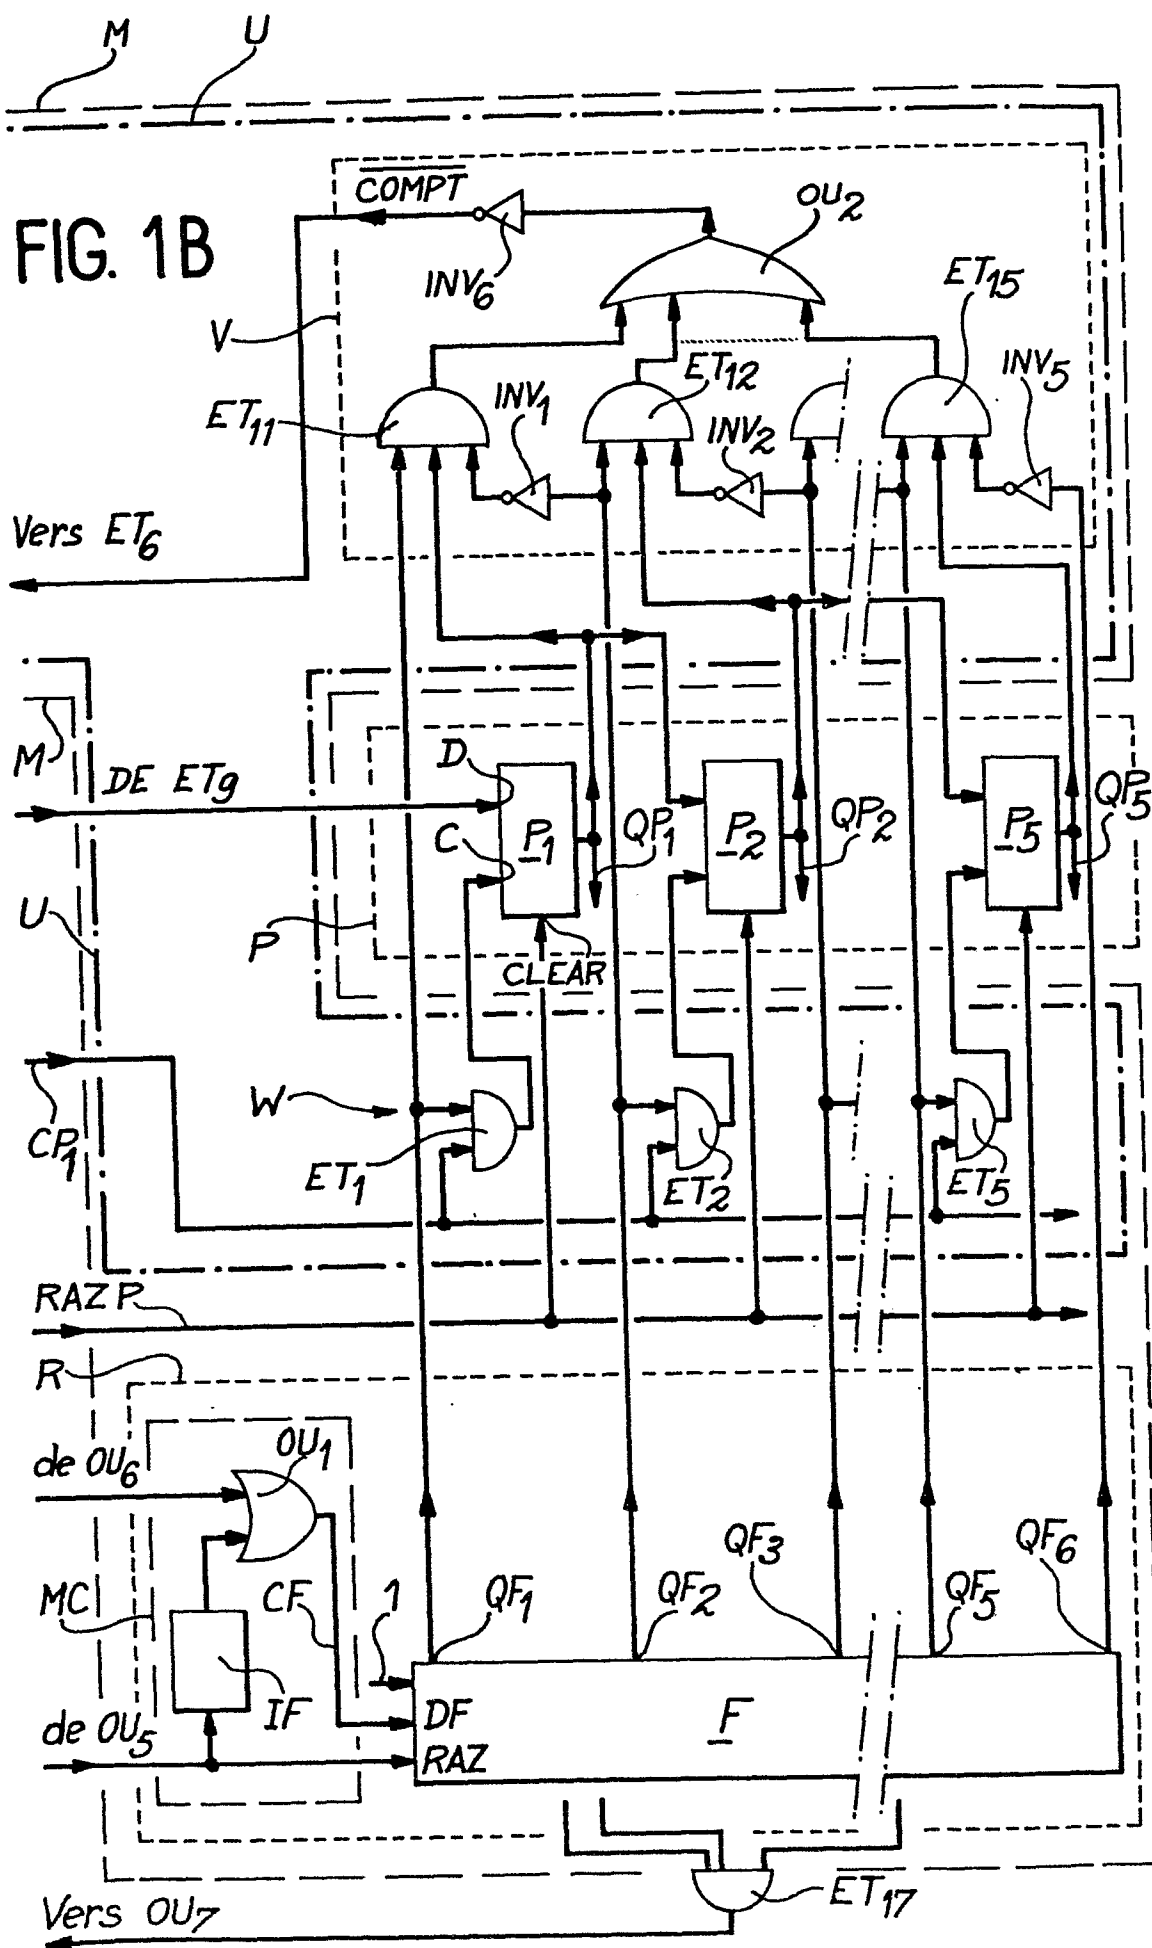 M
U
COMPT
FIG. 1B
INV6
OU2
ET15
V
ET11
INV1
ET12
INV2
INV5
Vers ET6
M
DE ET9
D
C
P1
QP1
P2
QP2
P5
QP5
U
P
CLEAR
CP1
W
ET1
ET2
ET5
RAZ P
R
de OU6
OU1
MC
CF
1
QF1
QF2
QF3
QF5
QF6
IF
DF
F
de OU5
RAZ
ET17
Vers OU7